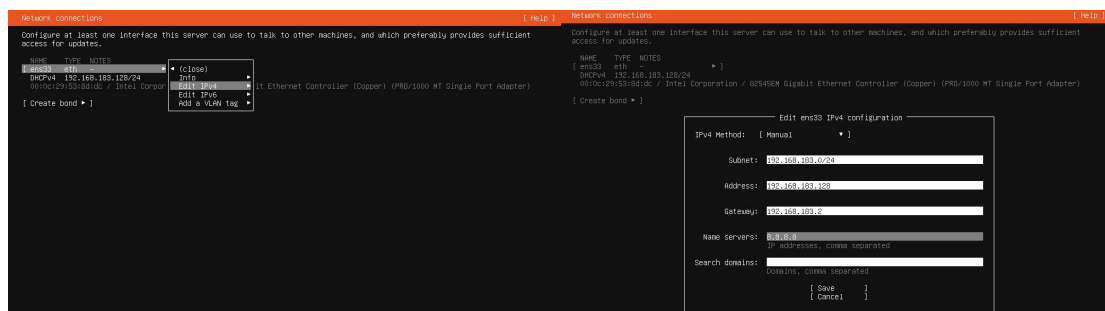 Network connections [ Help ]
Configure at least one interface this server can use to talk to other machines, and which preferably provides sufficient
access for updates.
NAME TYPE NOTES
[ ens33 eth - ▸
◂ (close)
DHCPv4 192.168.183.128/24
Info ▸
00:0c:29:53:8d:dc / Intel Corpor
Edit IPv4 ▸
it Ethernet Controller (Copper) (PRO/1000 MT Single Port Adapter)
Edit IPv6 ▸
Add a VLAN tag ▸
[ Create bond ▸ ]
Network connections [ Help ]
Configure at least one interface this server can use to talk to other machines, and which preferably provides sufficient
access for updates.
NAME TYPE NOTES
[ ens33 eth - ▸ ]
DHCPv4 192.168.183.128/24
00:0c:29:53:8d:dc / Intel Corporation / 82545EM Gigabit Ethernet Controller (Copper) (PRO/1000 MT Single Port Adapter)
[ Create bond ▸ ]
Edit ens33 IPv4 configuration
IPv4 Method: [ Manual ▾ ]
Subnet: 192.168.183.0/24
Address: 192.168.183.128
Gateway: 192.168.183.2
Name servers: 8.8.8.8
IP addresses, comma separated
Search domains:
Domains, comma separated
[ Save ]
[ Cancel ]